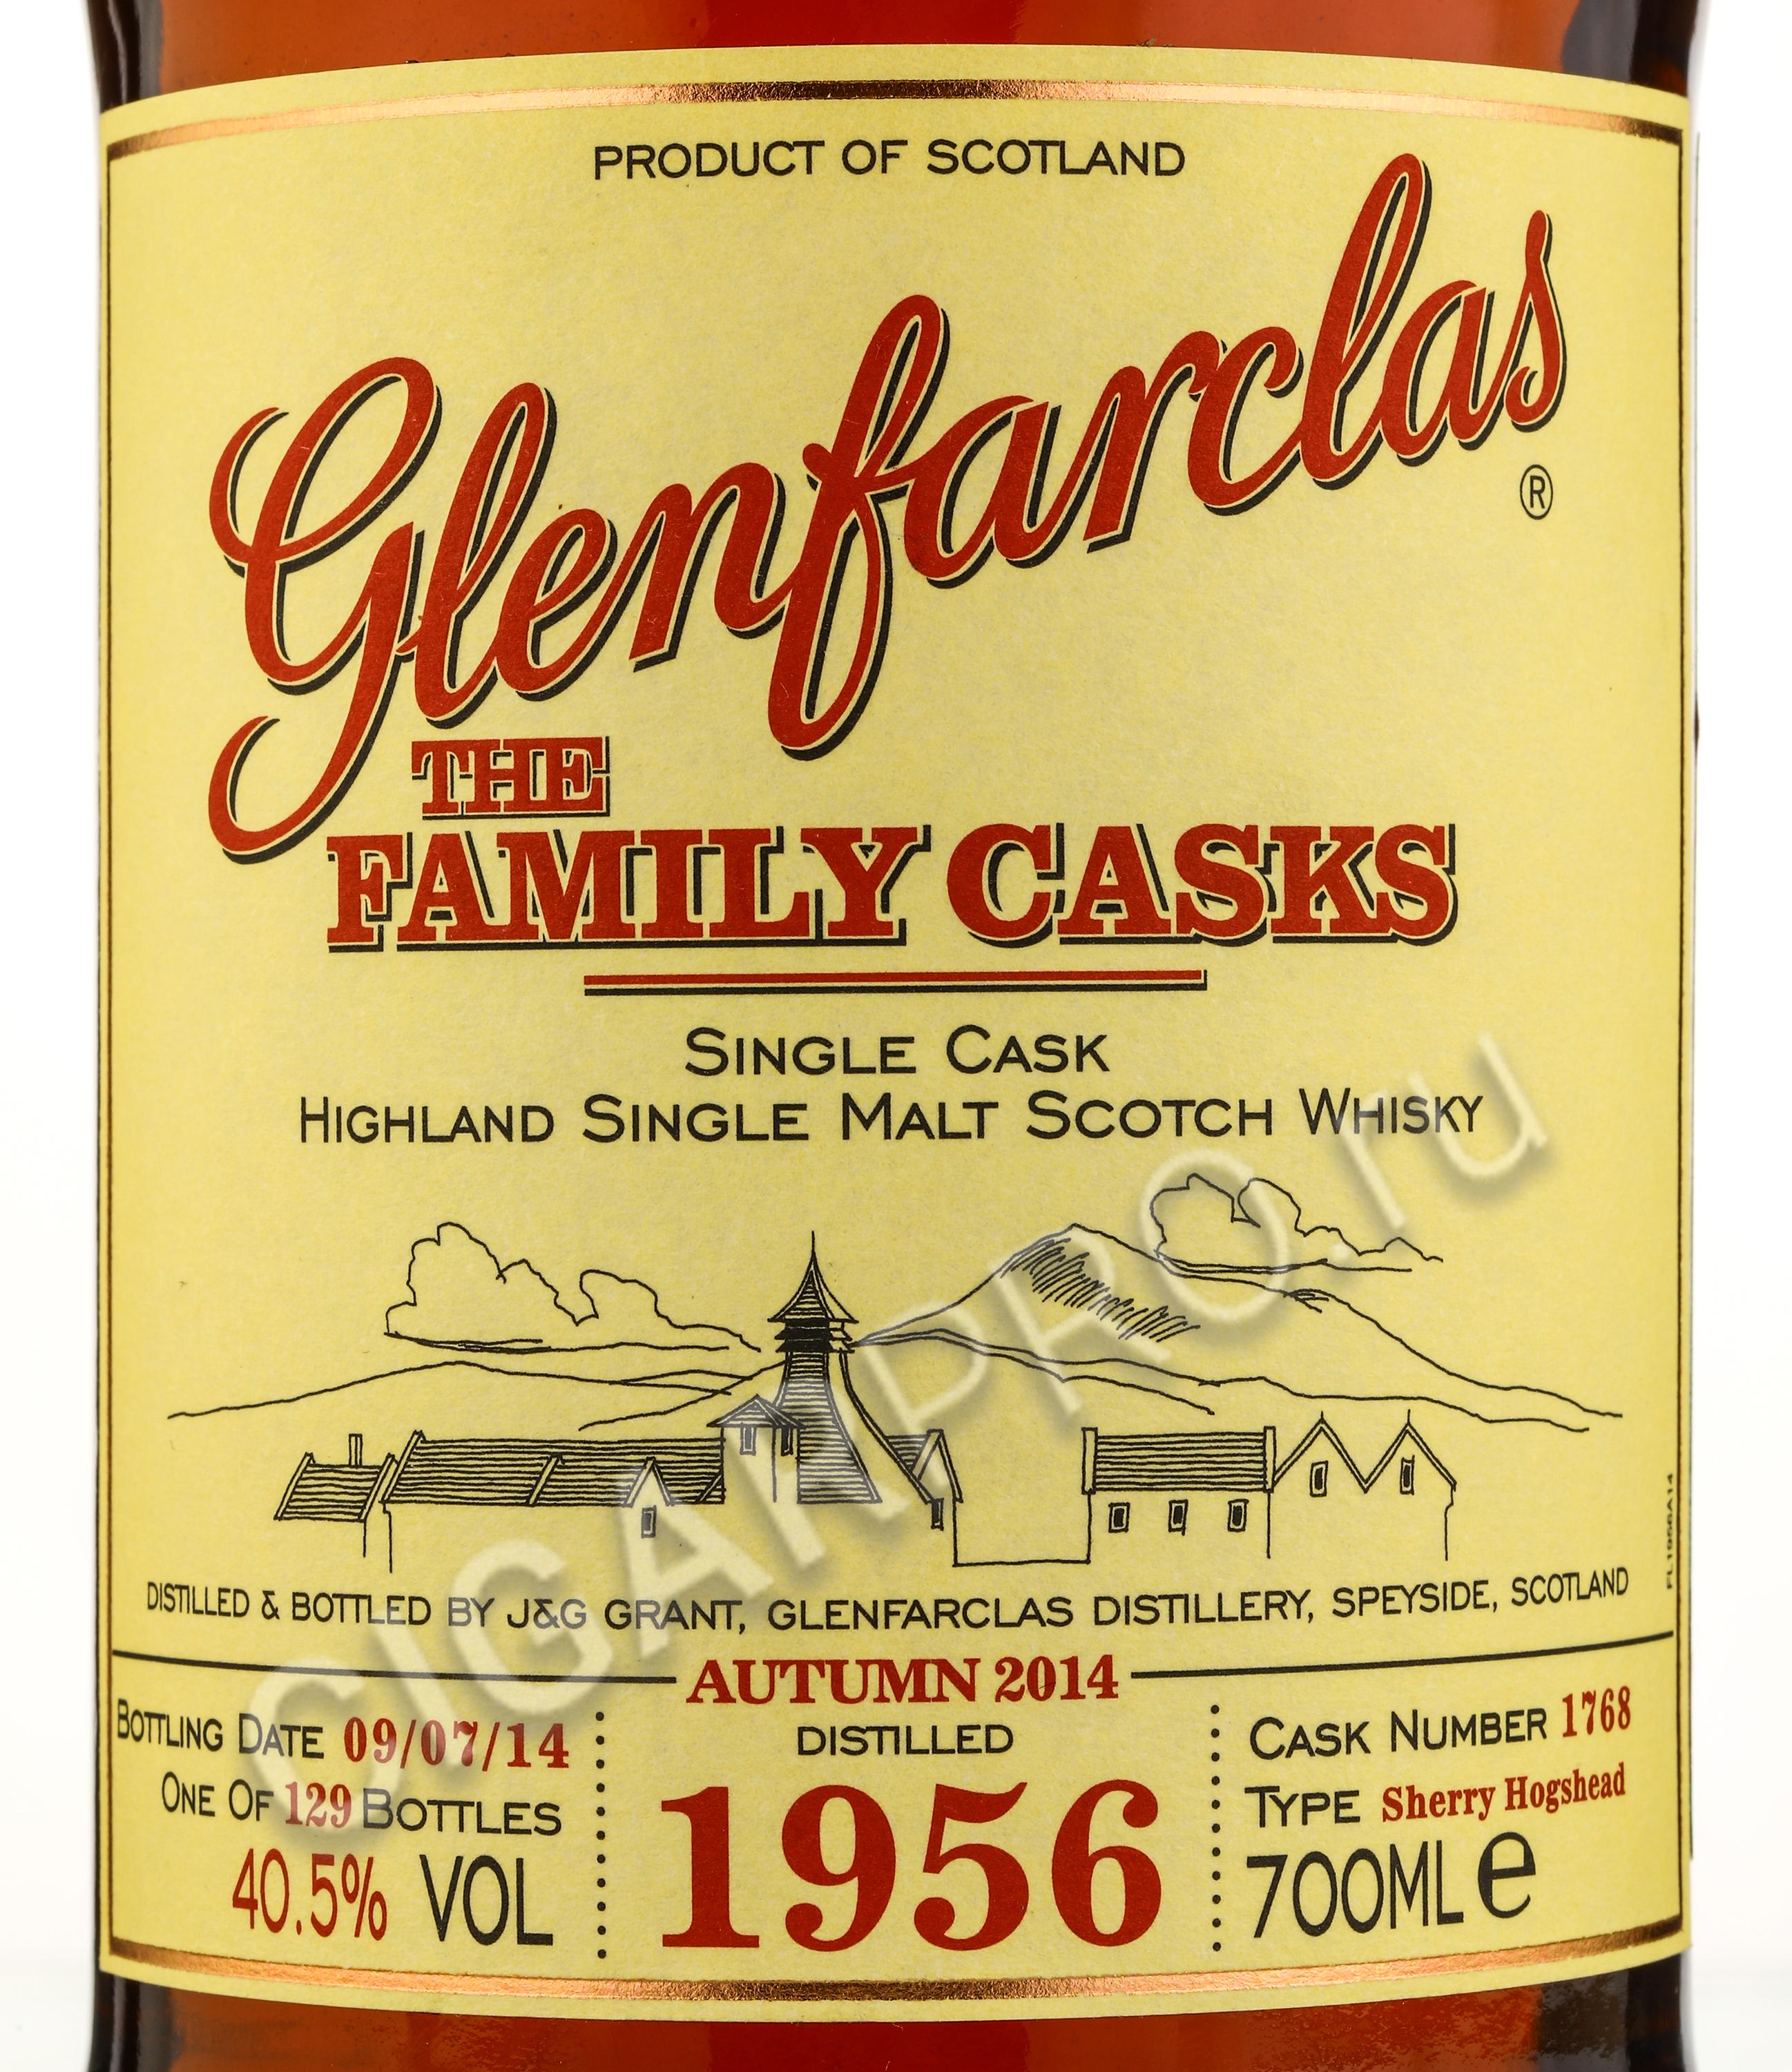 PRODUCT OF SCOTLAND
Glenfarclas
®
THE
FAMILY CASKS
SINGLE CASK
HIGHLAND SINGLE MALT SCOTCH WHISKY
CIGARPRO.ru
DISTILLED & BOTTLED BY J&G GRANT, GLENFARCLAS DISTILLERY, SPEYSIDE, SCOTLAND
FL1956A14
AUTUMN 2014
BOTTLING DATE 09/07/14
ONE OF 129 BOTTLES
40.5% VOL
DISTILLED
1956
CASK NUMBER 1768
TYPE Sherry Hogshead
700ML e